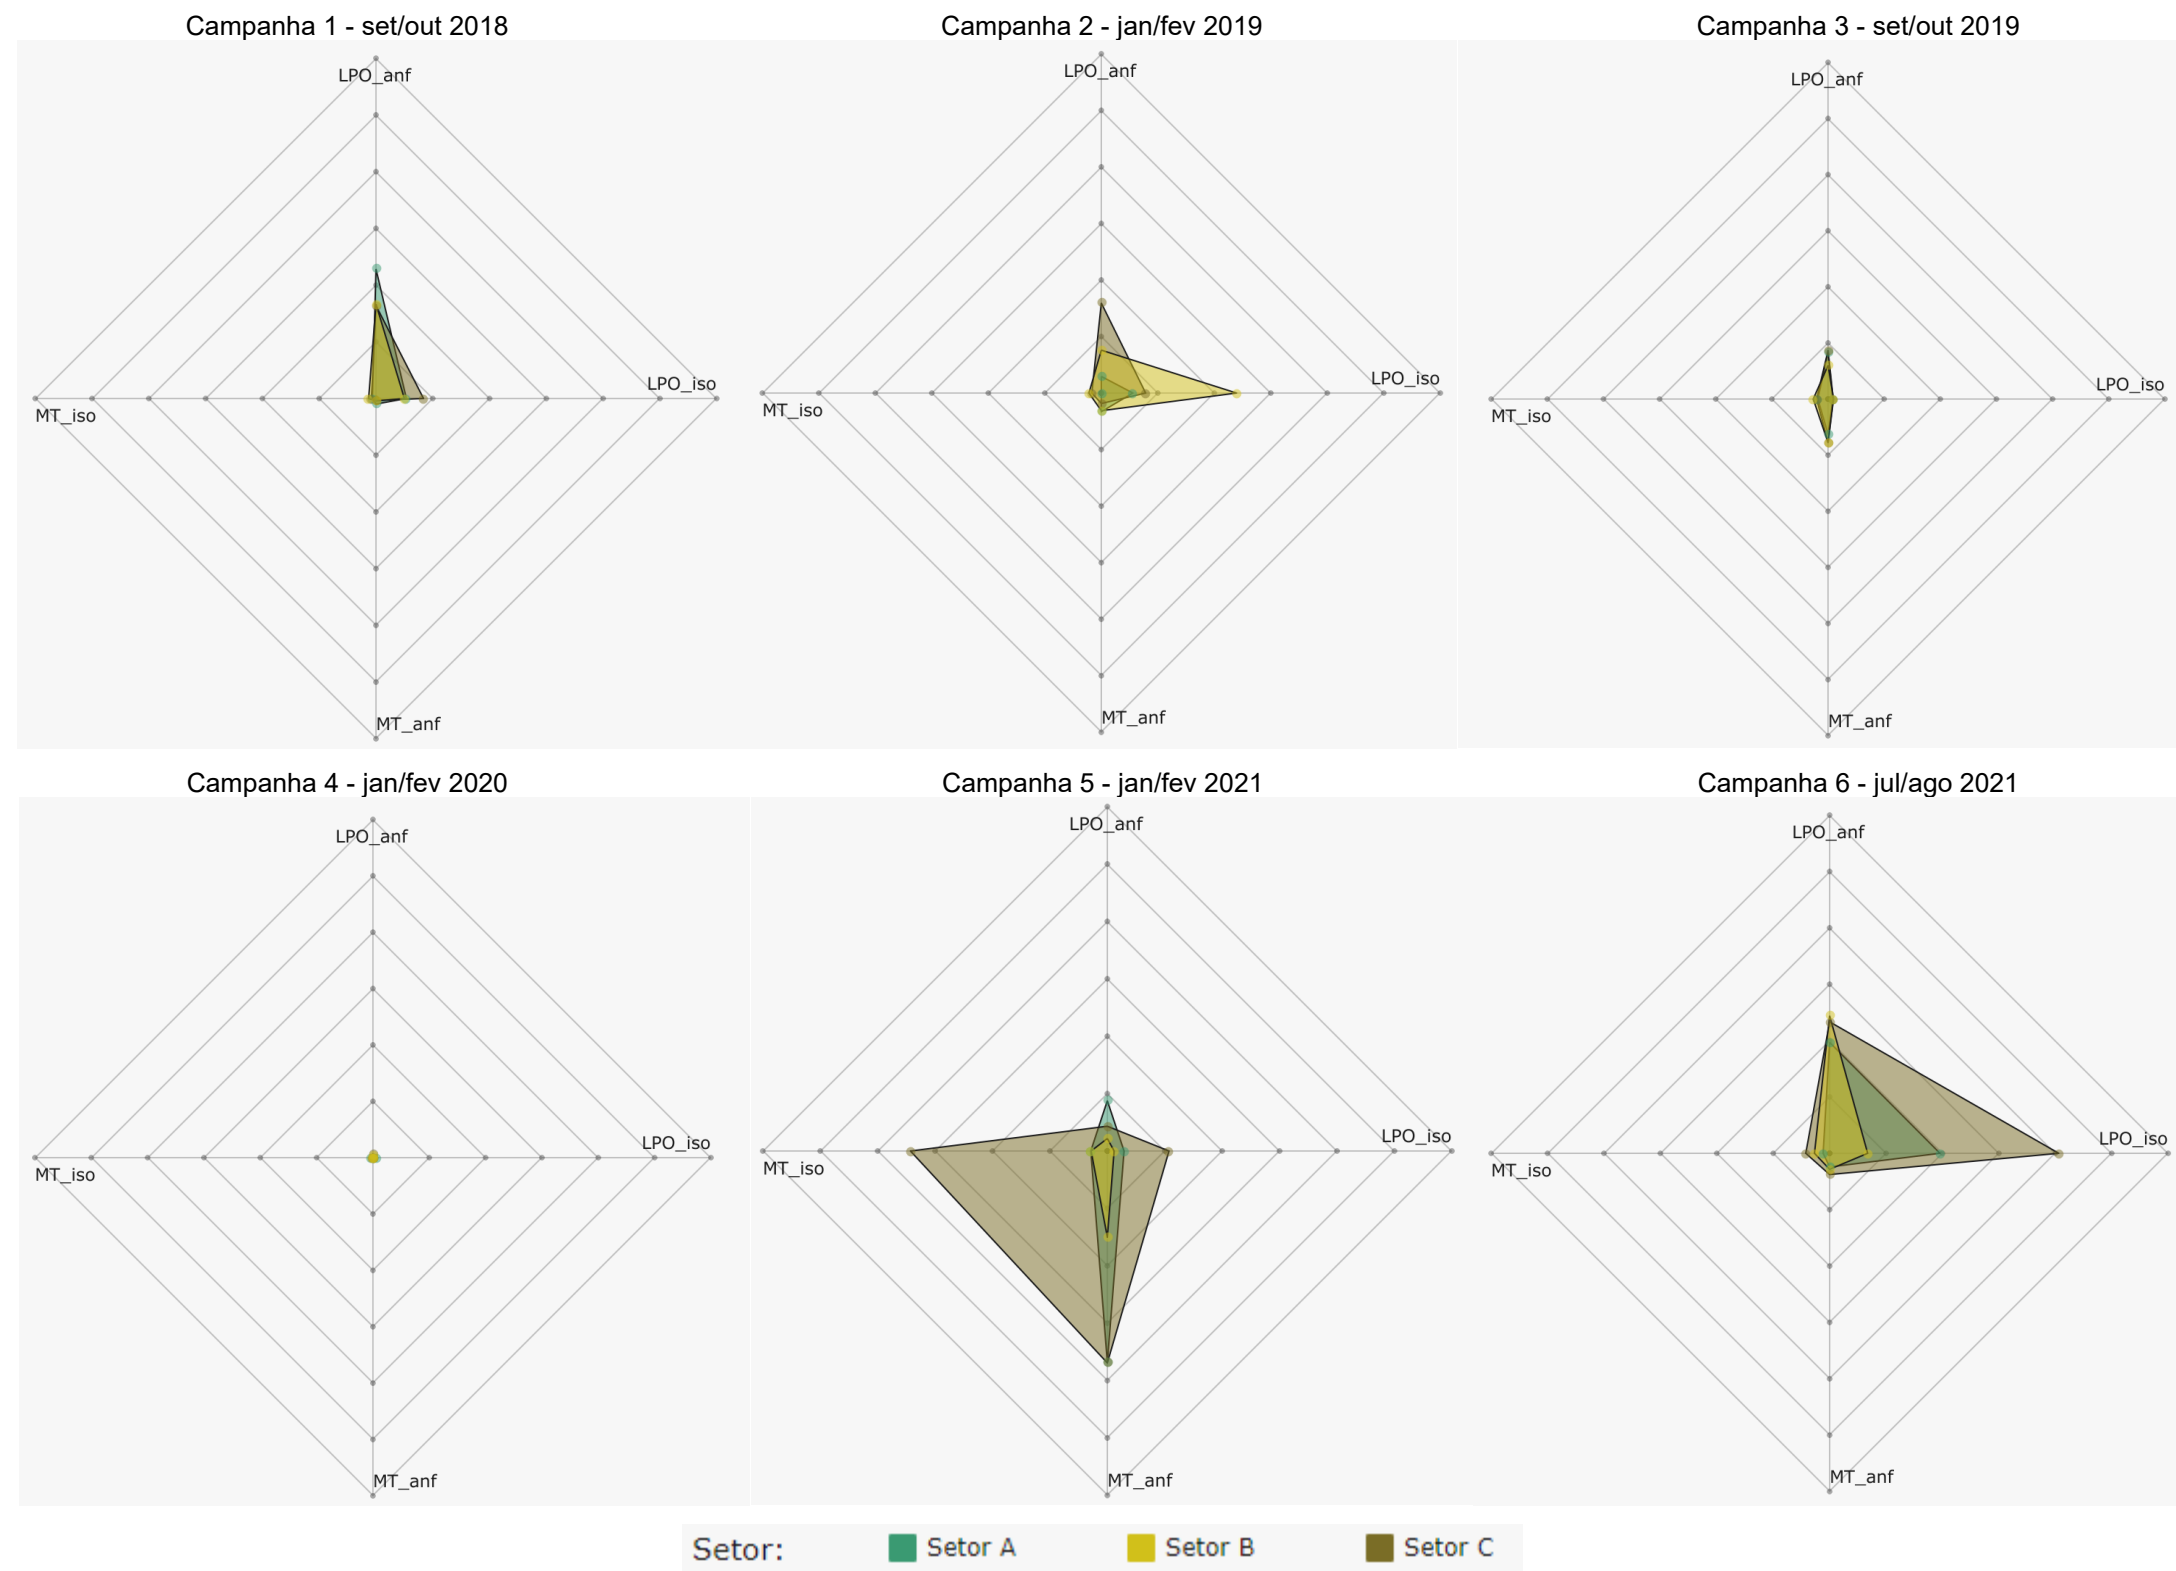 Campanha 1 - set/out 2018
LPO_anf
LPO_iso
MT_iso
MT_anf
Campanha 2 - jan/fev 2019
LPO_anf
LPO_iso
MT_iso
MT_anf
Campanha 3 - set/out 2019
LPO_anf
LPO_iso
MT_iso
MT_anf
Campanha 4 - jan/fev 2020
LPO_anf
LPO_iso
MT_iso
MT_anf
Campanha 5 - jan/fev 2021
LPO_anf
LPO_iso
MT_iso
MT_anf
Campanha 6 - jul/ago 2021
LPO_anf
LPO_iso
MT_iso
MT_anf
Setor: Setor A Setor B Setor C